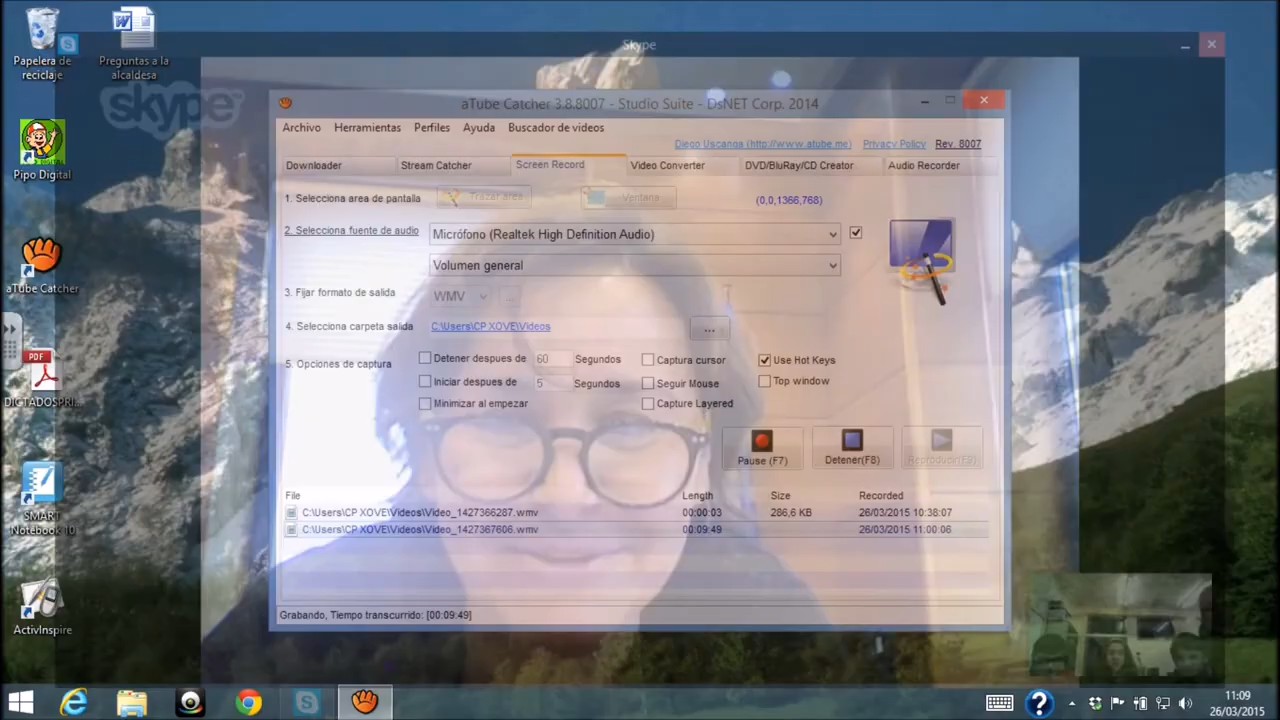 Papelera de
reciclaje
Preguntas a la
alcaldesa
Skype
skype
aTube Catcher 3.8.8007 - Studio Suite - DsNET Corp. 2014
Archivo Herramientas Perfiles Ayuda Buscador de videos
Diego Uscanga (http://www.atube.me) Privacy Policy Rev. 8007
Downloader Stream Catcher Screen Record Video Converter DVD/BluRay/CD Creator Audio Recorder
1. Selecciona area de pantalla Trazar area Ventana (0,0,1366,768)
2. Selecciona fuente de audio Micrófono (Realtek High Definition Audio)
Volumen general
3. Fijar formato de salida WMV ...
4. Selecciona carpeta salida C:\Users\CP XOVE\Videos ...
5. Opciones de captura Detener despues de 60 Segundos Captura cursor Use Hot Keys
Iniciar despues de 5 Segundos Seguir Mouse Top window
Minimizar al empezar Capture Layered
Pause (F7) Detener(F8) Reproducir(F9)
File Length Size Recorded
C:\Users\CP XOVE\Videos\Video_1427366287.wmv 00:00:03 286,6 KB 26/03/2015 10:38:07
C:\Users\CP XOVE\Videos\Video_1427367606.wmv 00:09:49 26/03/2015 11:00:06
Grabando, Tiempo transcurrido: [00:09:49]
Pipo Digital
aTube Catcher
PDF
DICTADOSPRI...
SMART
Notebook 10
ActivInspire
11:09
26/03/2015